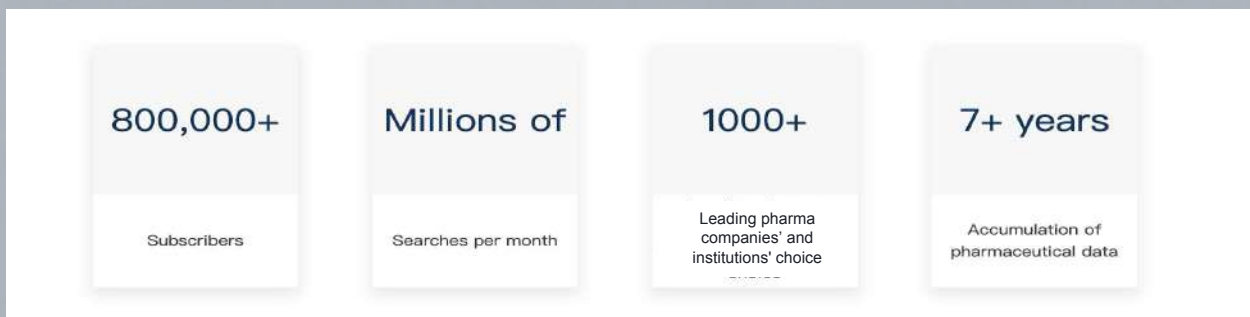 800,000+
Subscribers
Millions of
Searches per month
1000+
Leading pharma
companies’ and
institutions' choice
7+ years
Accumulation of
pharmaceutical data